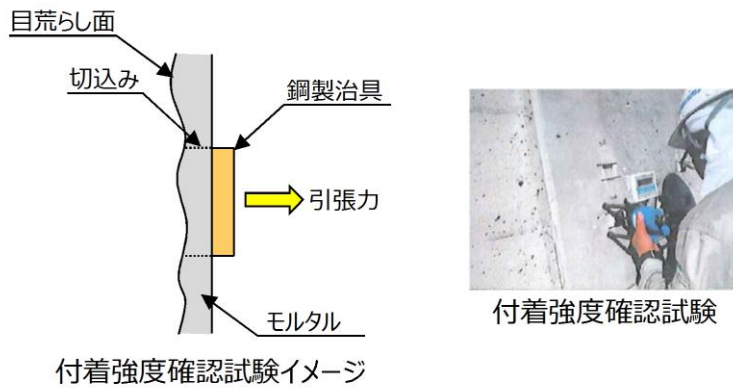 目荒らし面
切込み
鋼製治具
引張力
モルタル
付着強度確認試験イメージ
付着強度確認試験